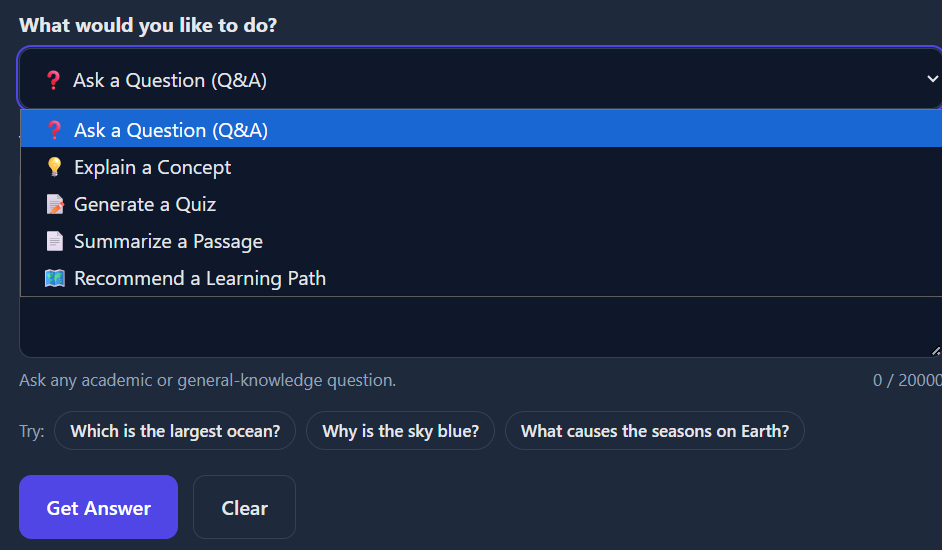 What would you like to do?
❓ Ask a Question (Q&A)
❓ Ask a Question (Q&A)
💡 Explain a Concept
📝 Generate a Quiz
📄 Summarize a Passage
🗺️ Recommend a Learning Path
Ask any academic or general-knowledge question. 0 / 20000
Try: Which is the largest ocean? Why is the sky blue? What causes the seasons on Earth?
Get Answer Clear